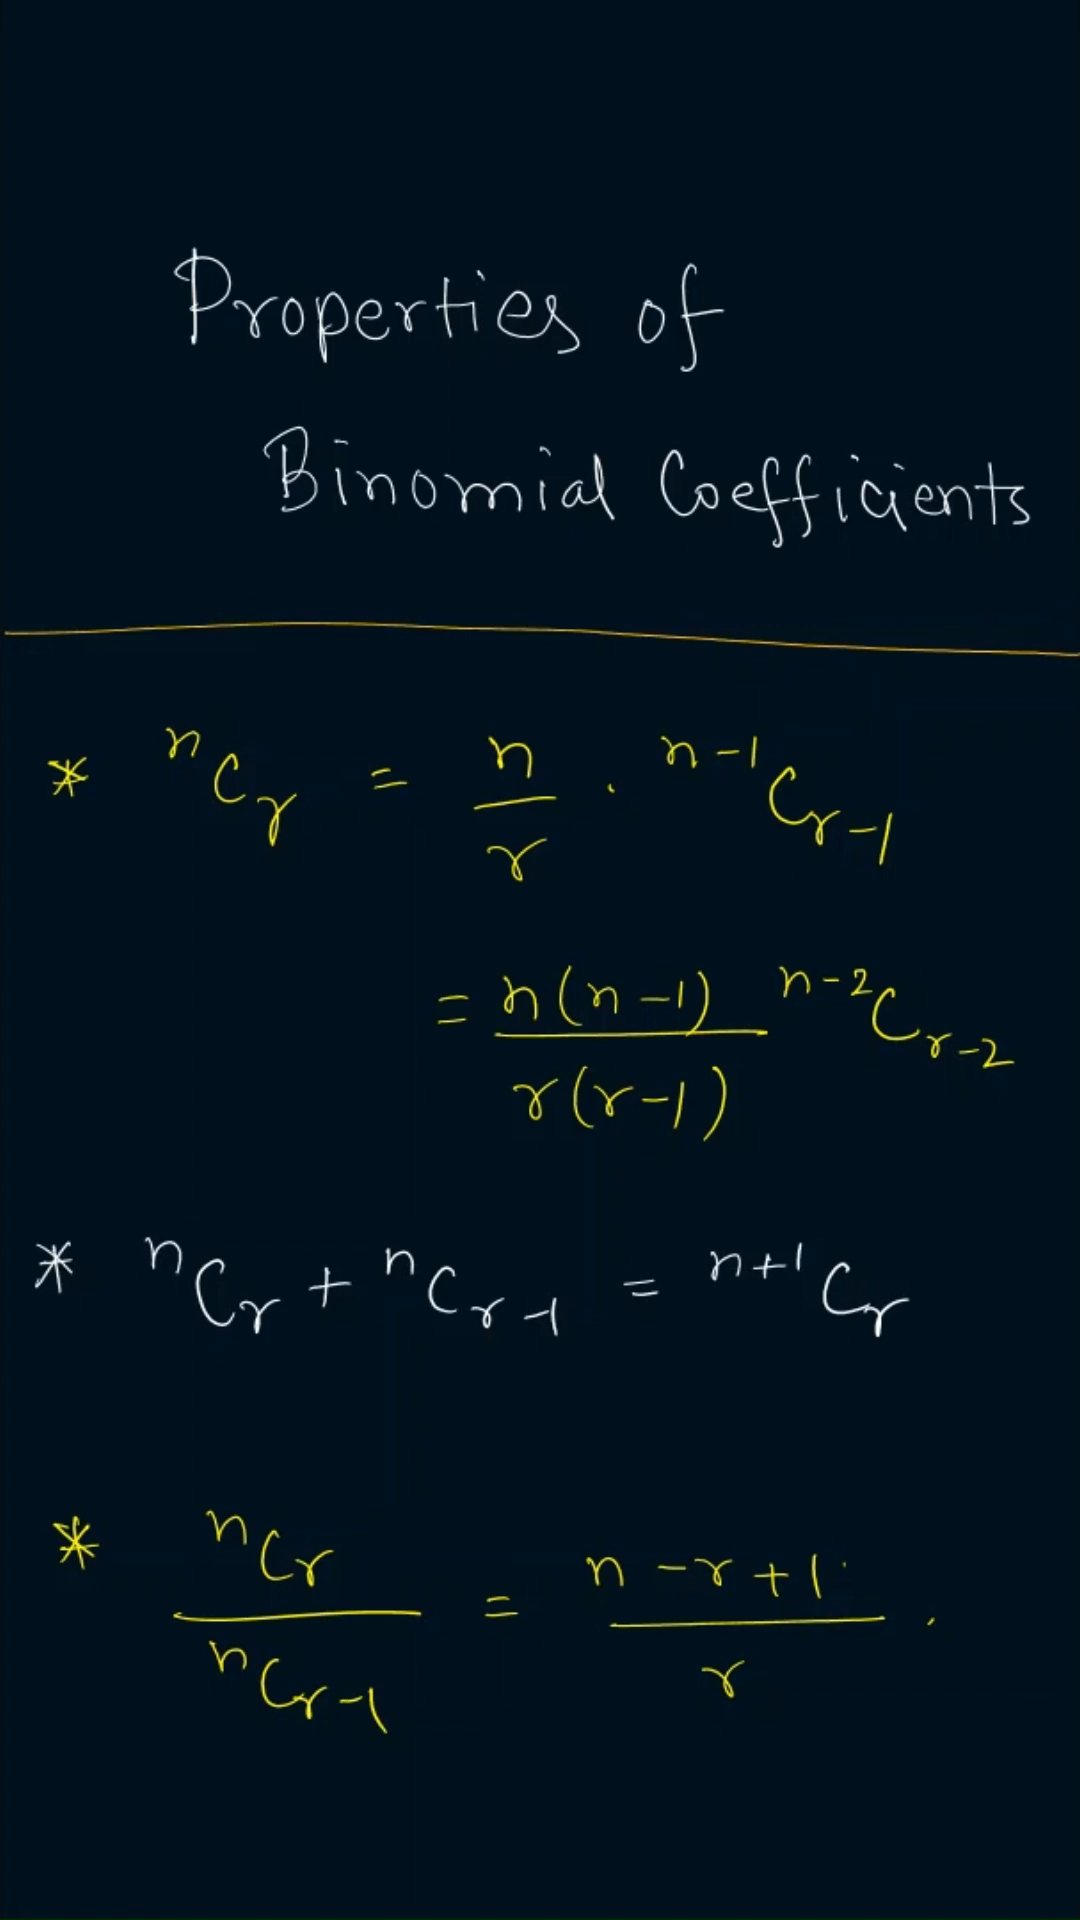 Properties of
Binomial Coefficients
* ⁿCᵣ = n/r . ⁿ⁻¹Cᵣ₋₁
= n(n-1)/r(r-1) ⁿ⁻²Cᵣ₋₂
* ⁿCᵣ + ⁿCᵣ₋₁ = ⁿ⁺¹Cᵣ
* ⁿCᵣ/ⁿCᵣ₋₁ = n-r+1/r .